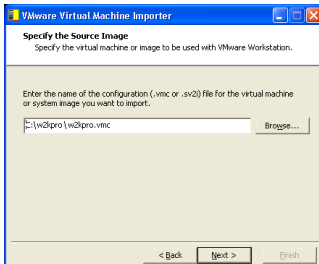 VMware Virtual Machine Importer
Specify the Source Image
Specify the virtual machine or image to be used with VMware Workstation.
Enter the name of the configuration (.vmc or .sv2i) file for the virtual machine
or system image you want to import.
E:\w2kpro\w2kpro.vmc
Browse...
< Back
Next >
Finish